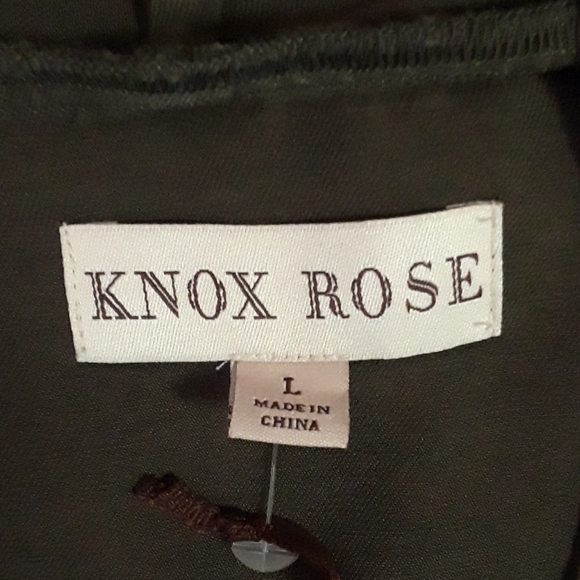 KNOX ROSE
L
MADE IN
CHINA